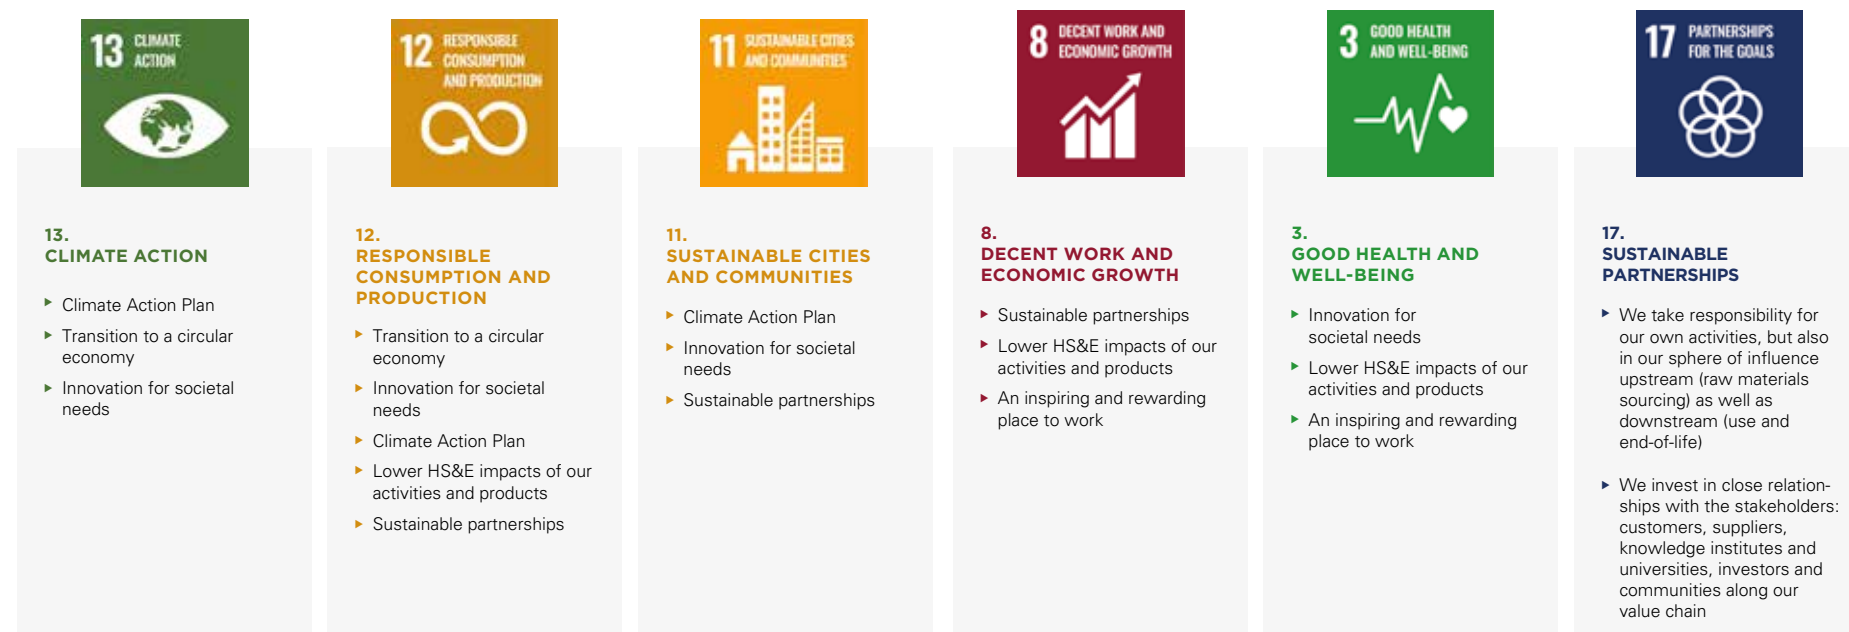 13 CLIMATE
ACTION
12 RESPONSIBLE
CONSUMPTION
AND PRODUCTION
11 SUSTAINABLE CITIES
AND COMMUNITIES
8 DECENT WORK AND
ECONOMIC GROWTH
3 GOOD HEALTH
AND WELL-BEING
17 PARTNERSHIPS
FOR THE GOALS
13.
CLIMATE ACTION
Climate Action Plan
Transition to a circular
economy
Innovation for societal
needs
12.
RESPONSIBLE
CONSUMPTION AND
PRODUCTION
Transition to a circular
economy
Innovation for societal
needs
Climate Action Plan
Lower HS&E impacts of our
activities and products
Sustainable partnerships
11.
SUSTAINABLE CITIES
AND COMMUNITIES
Climate Action Plan
Innovation for societal
needs
Sustainable partnerships
8.
DECENT WORK AND
ECONOMIC GROWTH
Sustainable partnerships
Lower HS&E impacts of our
activities and products
An inspiring and rewarding
place to work
3.
GOOD HEALTH AND
WELL-BEING
Innovation for
societal needs
Lower HS&E impacts of our
activities and products
An inspiring and rewarding
place to work
17.
SUSTAINABLE
PARTNERSHIPS
We take responsibility for
our own activities, but also
in our sphere of influence
upstream (raw materials
sourcing) as well as
downstream (use and
end-of-life)
We invest in close relation-
ships with the stakeholders:
customers, suppliers,
knowledge institutes and
universities, investors and
communities along our
value chain